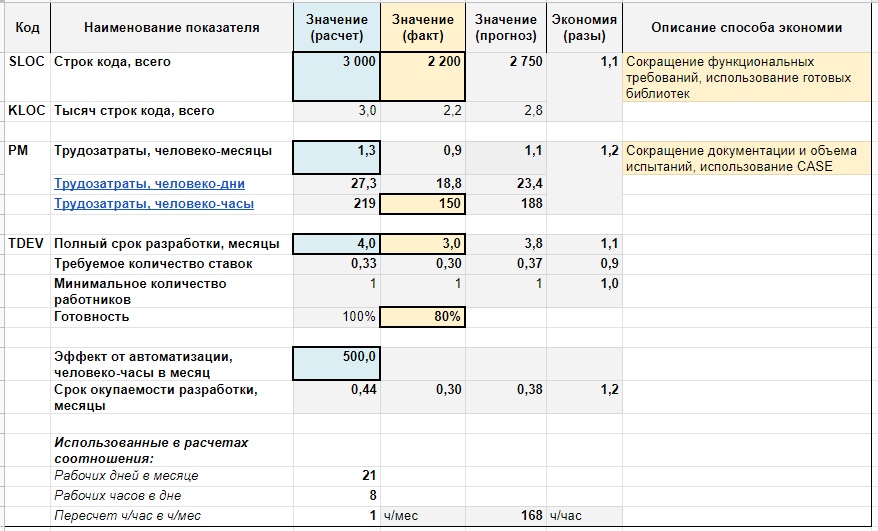 Код Наименование показателя Значение (расчет) Значение (факт) Значение (прогноз) Экономия (разы) Описание способа экономии
SLOC Строк кода, всего 3 000 2 200 2 750 1,1 Сокращение функциональных
требований, использование готовых
библиотек
KLOC Тысяч строк кода, всего 3,0 2,2 2,8
PM Трудозатраты, человеко-месяцы 1,3 0,9 1,1 1,2 Сокращение документации и объема
испытаний, использование CASE
Трудозатраты, человеко-дни 27,3 18,8 23,4
Трудозатраты, человеко-часы 219 150 188
TDEV Полный срок разработки, месяцы 4,0 3,0 3,8 1,1
Требуемое количество ставок 0,33 0,30 0,37 0,9
Минимальное количество
работников 1 1 1 1,0
Готовность 100% 80%
Эффект от автоматизации,
человеко-часы в месяц 500,0
Срок окупаемости разработки,
месяцы 0,44 0,30 0,38 1,2
Использованные в расчетах
соотношения:
Рабочих дней в месяце 21
Рабочих часов в дне 8
Пересчет ч/час в ч/мес 1 ч/мес 168 ч/час